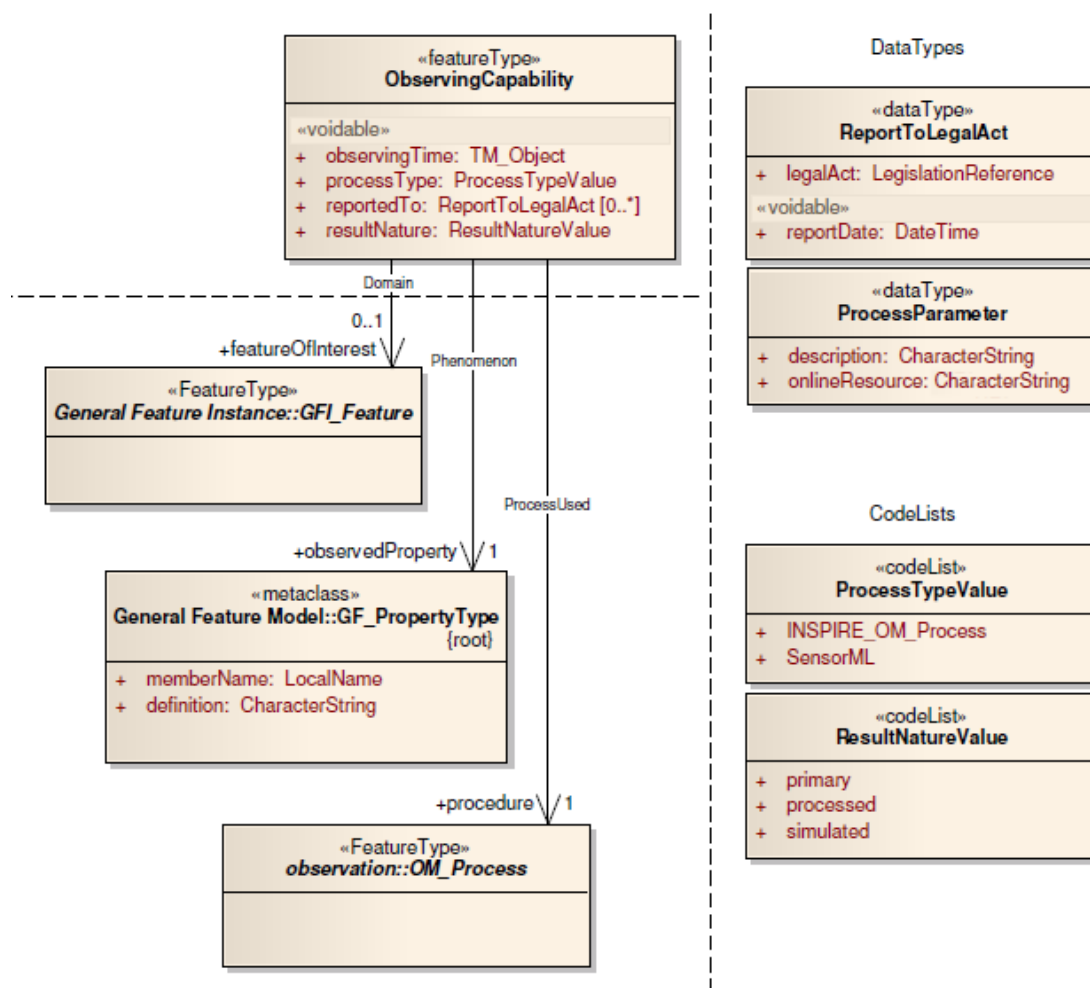 «featureType»
ObservingCapability
«voidable»
+ observingTime: TM_Object
+ processType: ProcessTypeValue
+ reportedTo: ReportToLegalAct [0..*]
+ resultNature: ResultNatureValue
Domain
0..1
+featureOfInterest
«FeatureType»
General Feature Instance::GFI_Feature
Phenomenon
ProcessUsed
+observedProperty 1
«metaclass»
General Feature Model::GF_PropertyType
{root}
+ memberName: LocalName
+ definition: CharacterString
+procedure 1
«FeatureType»
observation::OM_Process
DataTypes
«dataType»
ReportToLegalAct
+ legalAct: LegislationReference
«voidable»
+ reportDate: DateTime
«dataType»
ProcessParameter
+ description: CharacterString
+ onlineResource: CharacterString
CodeLists
«codeList»
ProcessTypeValue
+ INSPIRE_OM_Process
+ SensorML
«codeList»
ResultNatureValue
+ primary
+ processed
+ simulated